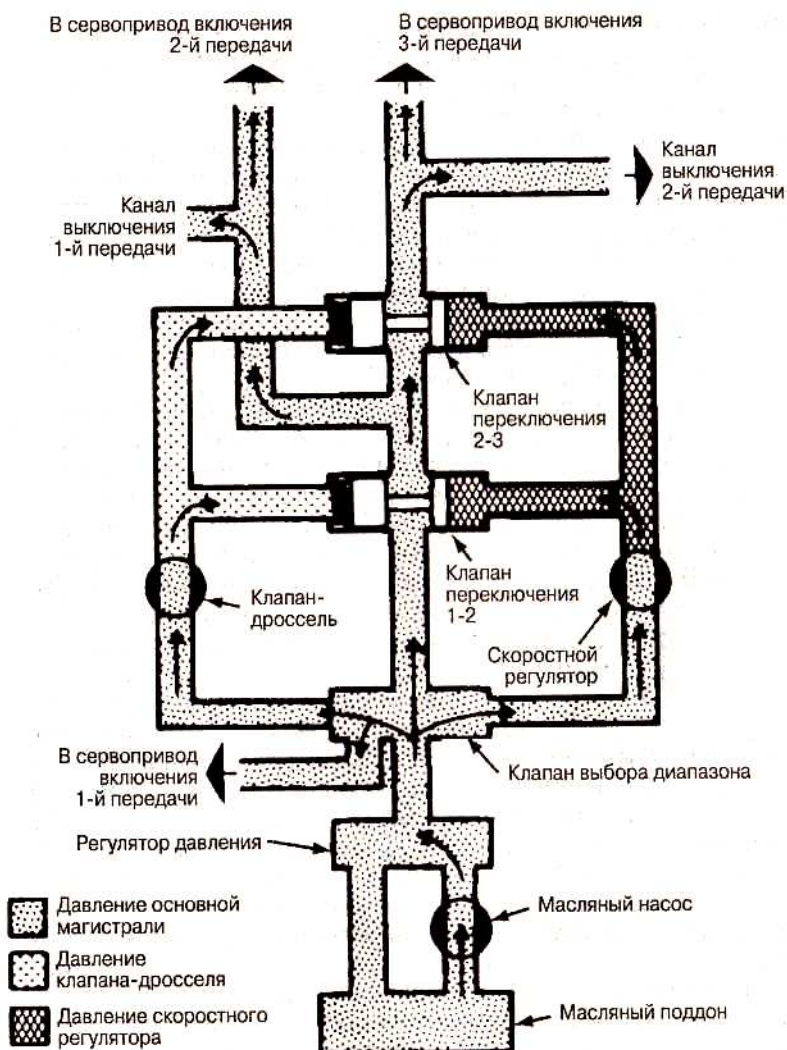 В сервопривод включения
2-й передачи
В сервопривод включения
3-й передачи
Канал
выключения
2-й передачи
Канал
выключения
1-й передачи
Клапан
переключения
2-3
Клапан-
дроссель
Клапан
переключения
1-2
Скоростной
регулятор
В сервопривод
включения
1-й передачи
Клапан выбора диапазона
Регулятор давления
Давление основной
магистрали
Масляный насос
Давление
клапана-дросселя
Давление скоростного
регулятора
Масляный поддон